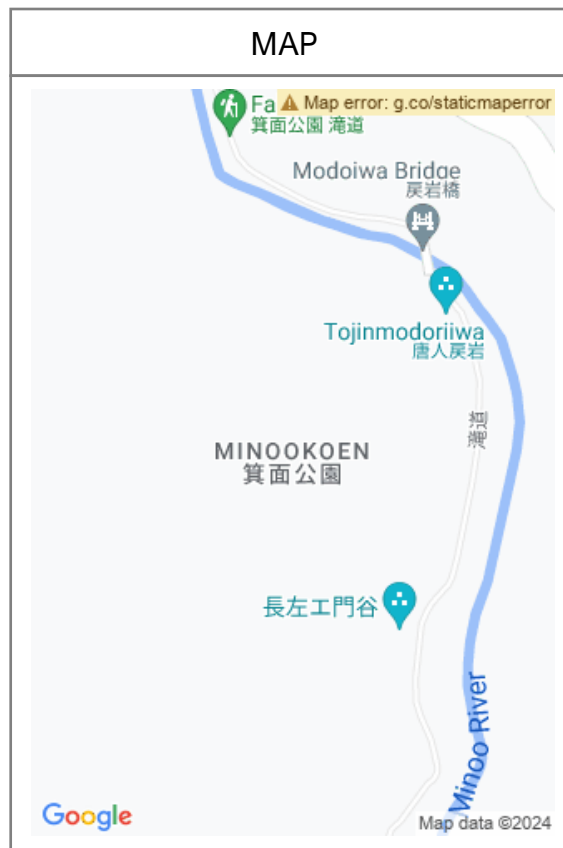 MAP
Fa
⚠ Map error: g.co/staticmaperror
箕面公園 滝道
Modoiwa Bridge
戻岩橋
Tojinmodoriiwa
唐人戻岩
滝道
MINOOKOEN
箕面公園
長左エ門谷
Minoo River
Google
Map data ©2024